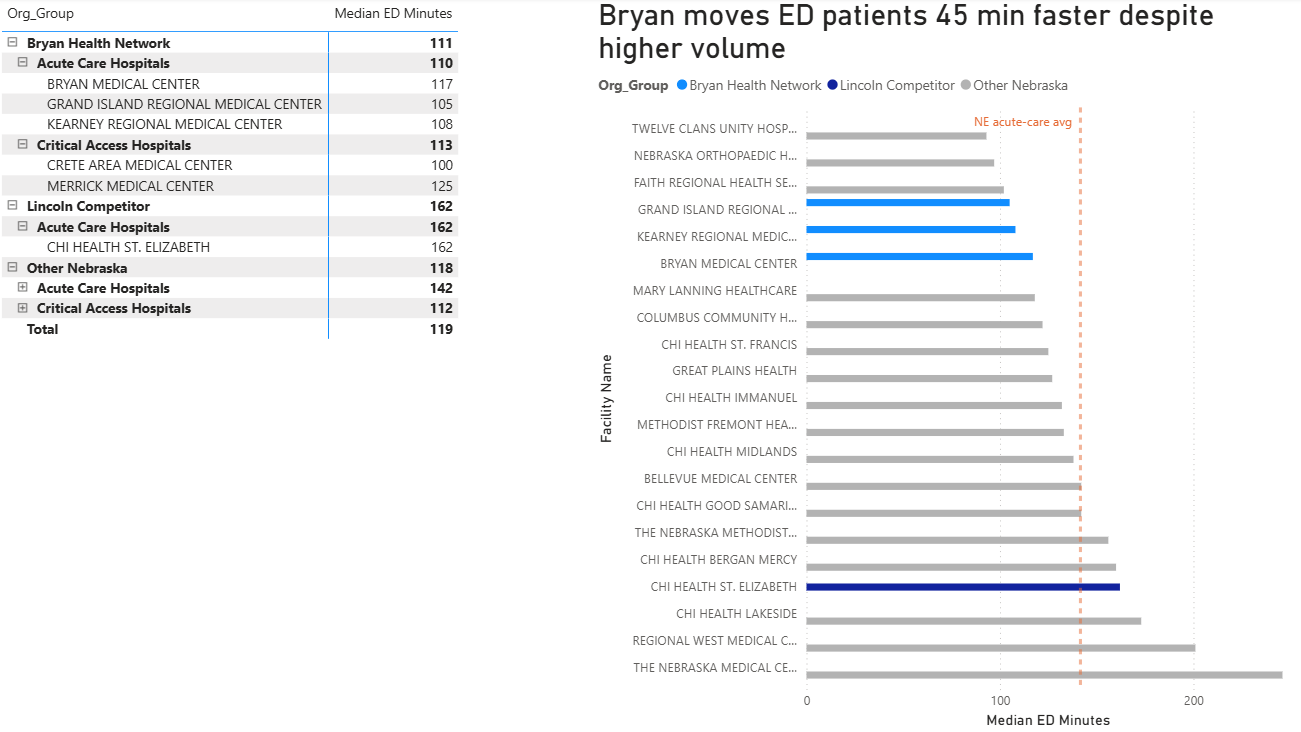 Org_Group Median ED Minutes
Bryan Health Network 111
Acute Care Hospitals 110
BRYAN MEDICAL CENTER 117
GRAND ISLAND REGIONAL MEDICAL CENTER 105
KEARNEY REGIONAL MEDICAL CENTER 108
Critical Access Hospitals 113
CRETE AREA MEDICAL CENTER 100
MERRICK MEDICAL CENTER 125
Lincoln Competitor 162
Acute Care Hospitals 162
CHI HEALTH ST. ELIZABETH 162
Other Nebraska 118
Acute Care Hospitals 142
Critical Access Hospitals 112
Total 119
Bryan moves ED patients 45 min faster despite
higher volume
Org_Group Bryan Health Network Lincoln Competitor Other Nebraska
NE acute-care avg
TWELVE CLANS UNITY HOSP...
NEBRASKA ORTHOPAEDIC H...
FAITH REGIONAL HEALTH SE...
GRAND ISLAND REGIONAL ...
KEARNEY REGIONAL MEDIC...
BRYAN MEDICAL CENTER
MARY LANNING HEALTHCARE
COLUMBUS COMMUNITY H...
CHI HEALTH ST. FRANCIS
GREAT PLAINS HEALTH
CHI HEALTH IMMANUEL
METHODIST FREMONT HEA...
CHI HEALTH MIDLANDS
BELLEVUE MEDICAL CENTER
CHI HEALTH GOOD SAMARI...
THE NEBRASKA METHODIST...
CHI HEALTH BERGAN MERCY
CHI HEALTH ST. ELIZABETH
CHI HEALTH LAKESIDE
REGIONAL WEST MEDICAL C...
THE NEBRASKA MEDICAL CE...
Facility Name
0 100 200
Median ED Minutes